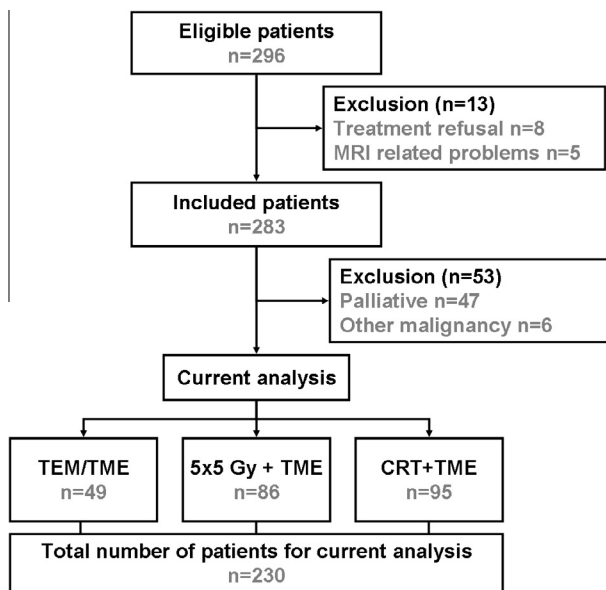 Eligible patients
n=296
Exclusion (n=13)
Treatment refusal n=8
MRI related problems n=5
Included patients
n=283
Exclusion (n=53)
Palliative n=47
Other malignancy n=6
Current analysis
TEM/TME
n=49
5x5 Gy + TME
n=86
CRT+TME
n=95
Total number of patients for current analysis
n=230